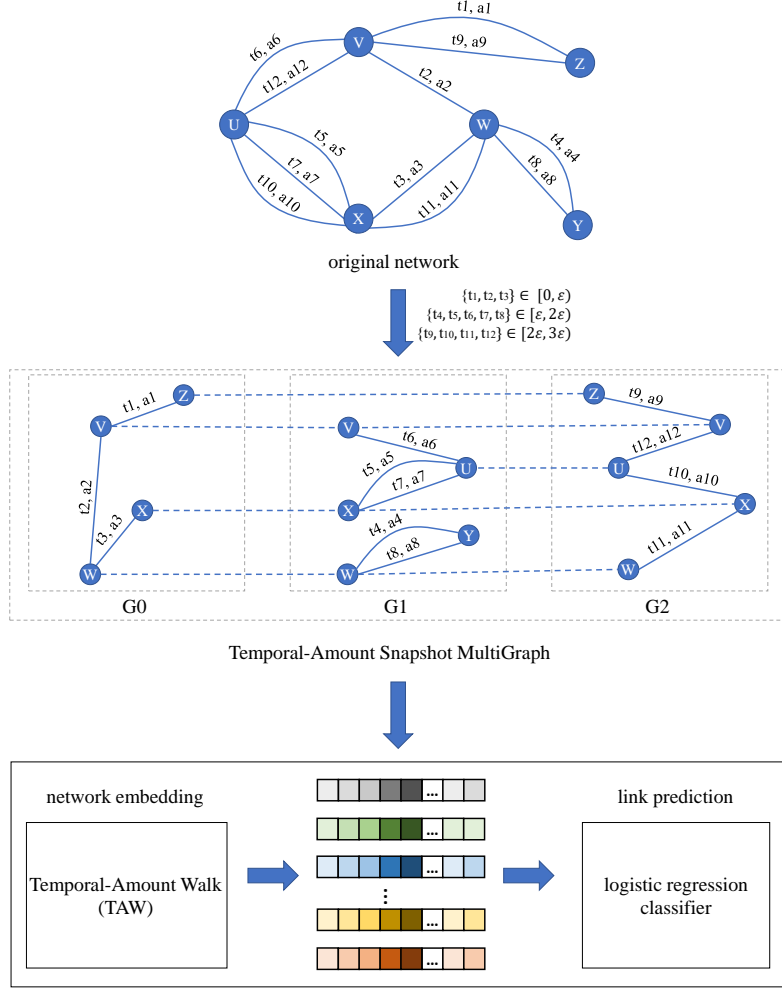 t1, a1
V
t9, a9
Z
t6, a6
t12, a12
t2, a2
U
W
t5, a5
t4, a4
t7, a7
t3, a3
t8, a8
t10, a10
t11, a11
X
Y
original network
{t1, t2, t3} ∈ [0, ε)
{t4, t5, t6, t7, t8} ∈ [ε, 2ε)
{t9, t10, t11, t12} ∈ [2ε, 3ε)
t1, a1
Z
V
t2, a2
t3, a3
X
W
G0
V
t6, a6
t5, a5
U
t7, a7
X
t4, a4
Y
t8, a8
W
G1
Z
t9, a9
V
t12, a12
U
t10, a10
X
t11, a11
W
G2
Temporal-Amount Snapshot MultiGraph
network embedding
Temporal-Amount Walk
(TAW)
...
...
...
...
...
...
link prediction
logistic regression
classifier